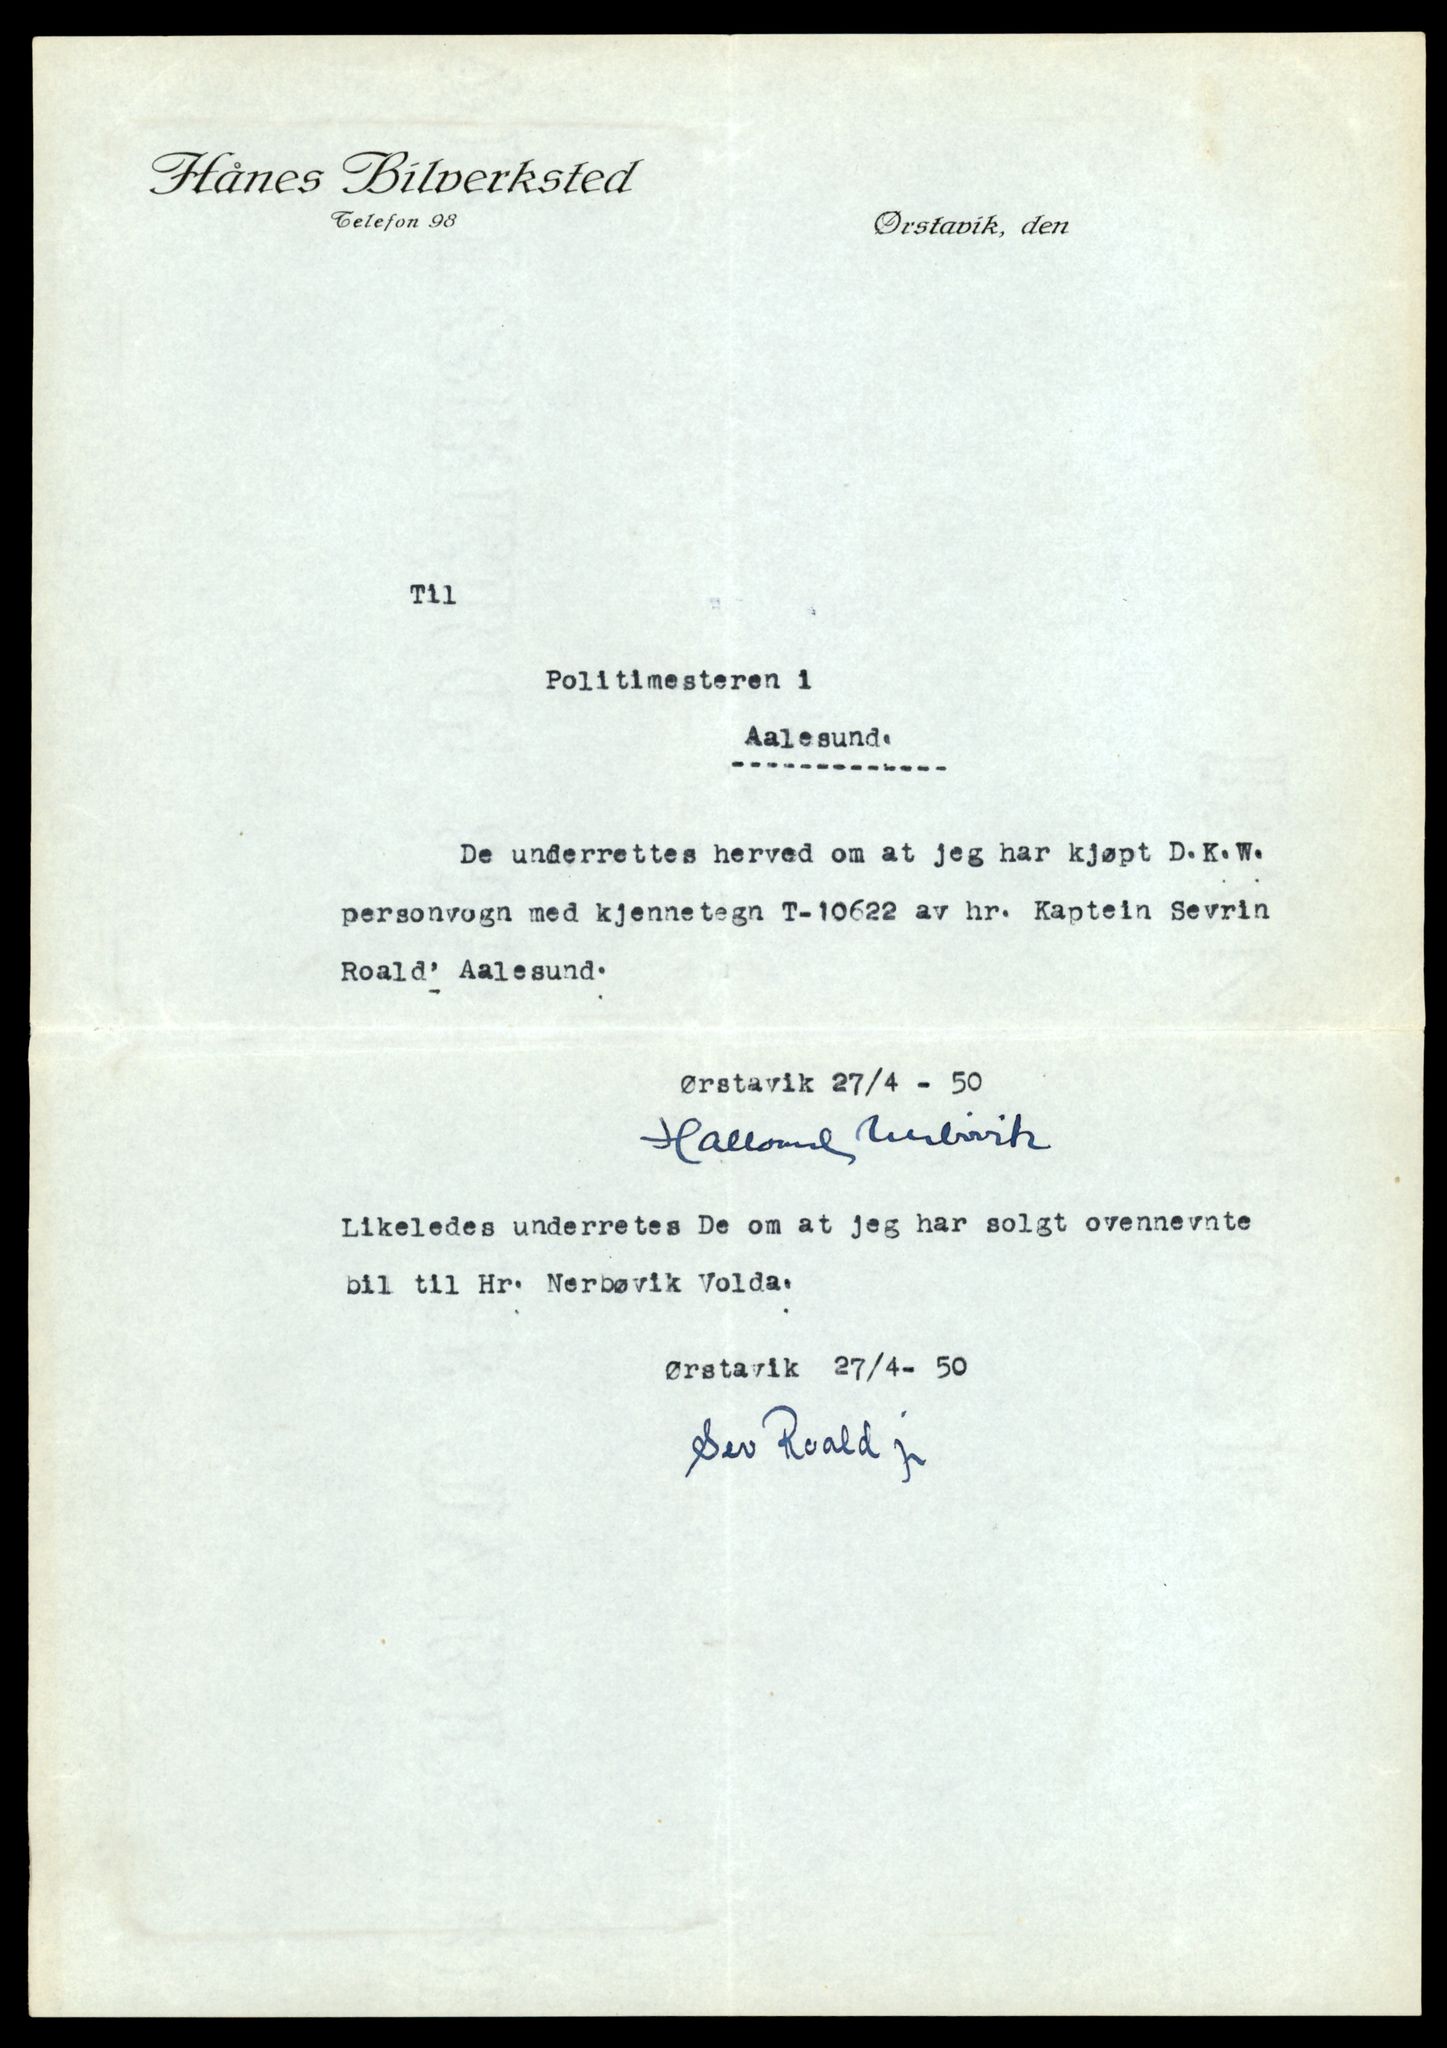 Hånes Bilverksted
Telefon 98
Ørstavik, den
Til
Politimesteren i
Aalesund.
-------------
De underrettes herved om at jeg har kjøpt D.K.W.
personvogn med kjennetegn T-10622 av hr. Kaptein Sevrin
Roald' Aalesund.
Ørstavik 27/4 - 50
Nerbøvik
Likeledes underretes De om at jeg har solgt ovennevnte
bil til Hr. Nerbøvik Volda.
Ørstavik 27/4- 50
Sev Roald jr